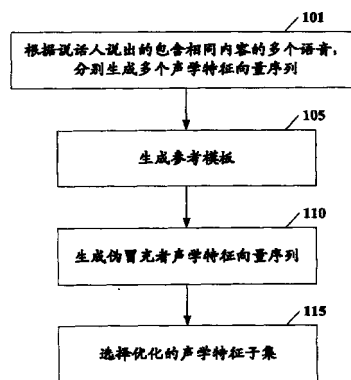 101
根据说话人说出的包含相同内容的多个语音，
分别生成多个声学特征向量序列
105
生成参考模板
110
生成伪冒充者声学特征向量序列
115
选择优化的声学特征子集